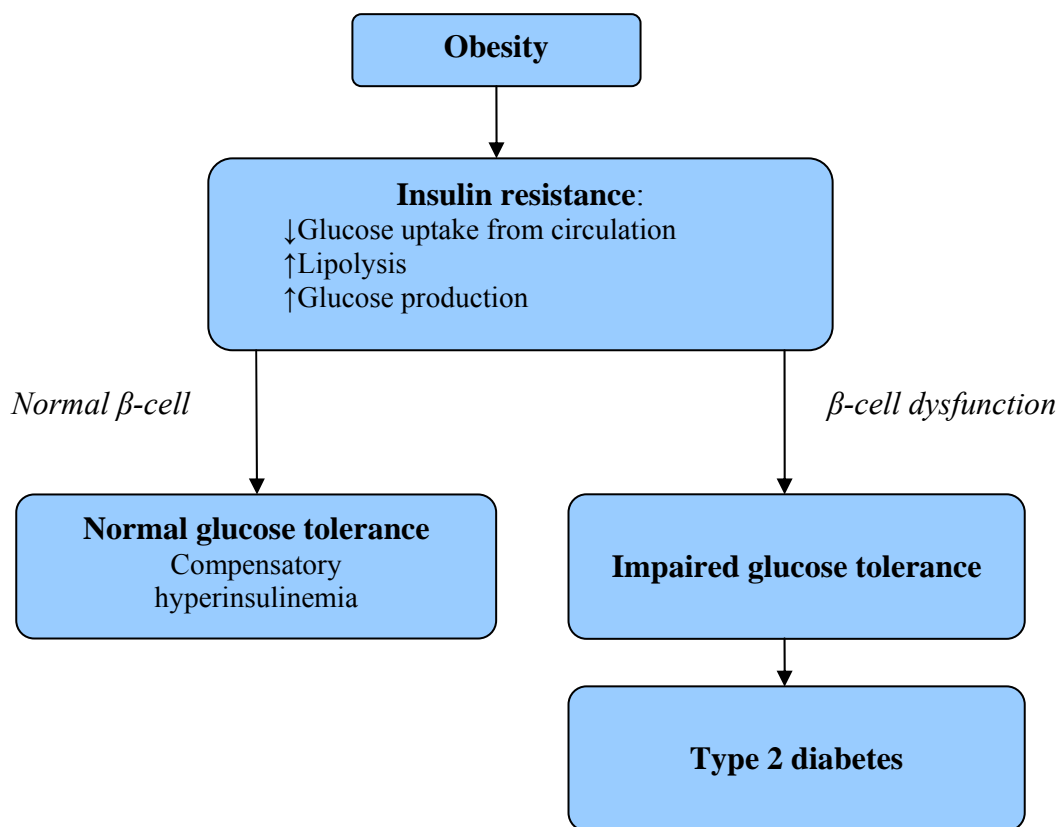 Obesity
Insulin resistance:
↓Glucose uptake from circulation
↑Lipolysis
↑Glucose production
Normal β-cell
β-cell dysfunction
Normal glucose tolerance
Compensatory
hyperinsulinemia
Impaired glucose tolerance
Type 2 diabetes